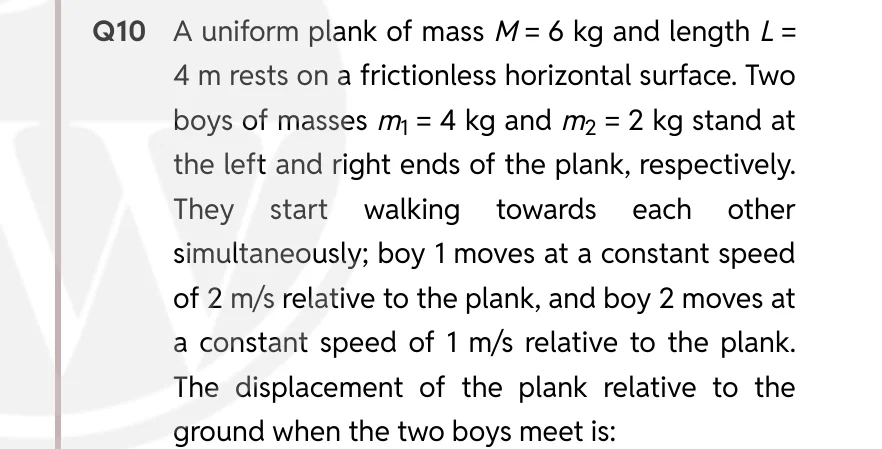 Q10 A uniform plank of mass M = 6 kg and length L =
4 m rests on a frictionless horizontal surface. Two
boys of masses m₁ = 4 kg and m₂ = 2 kg stand at
the left and right ends of the plank, respectively.
They start walking towards each other
simultaneously; boy 1 moves at a constant speed
of 2 m/s relative to the plank, and boy 2 moves at
a constant speed of 1 m/s relative to the plank.
The displacement of the plank relative to the
ground when the two boys meet is: